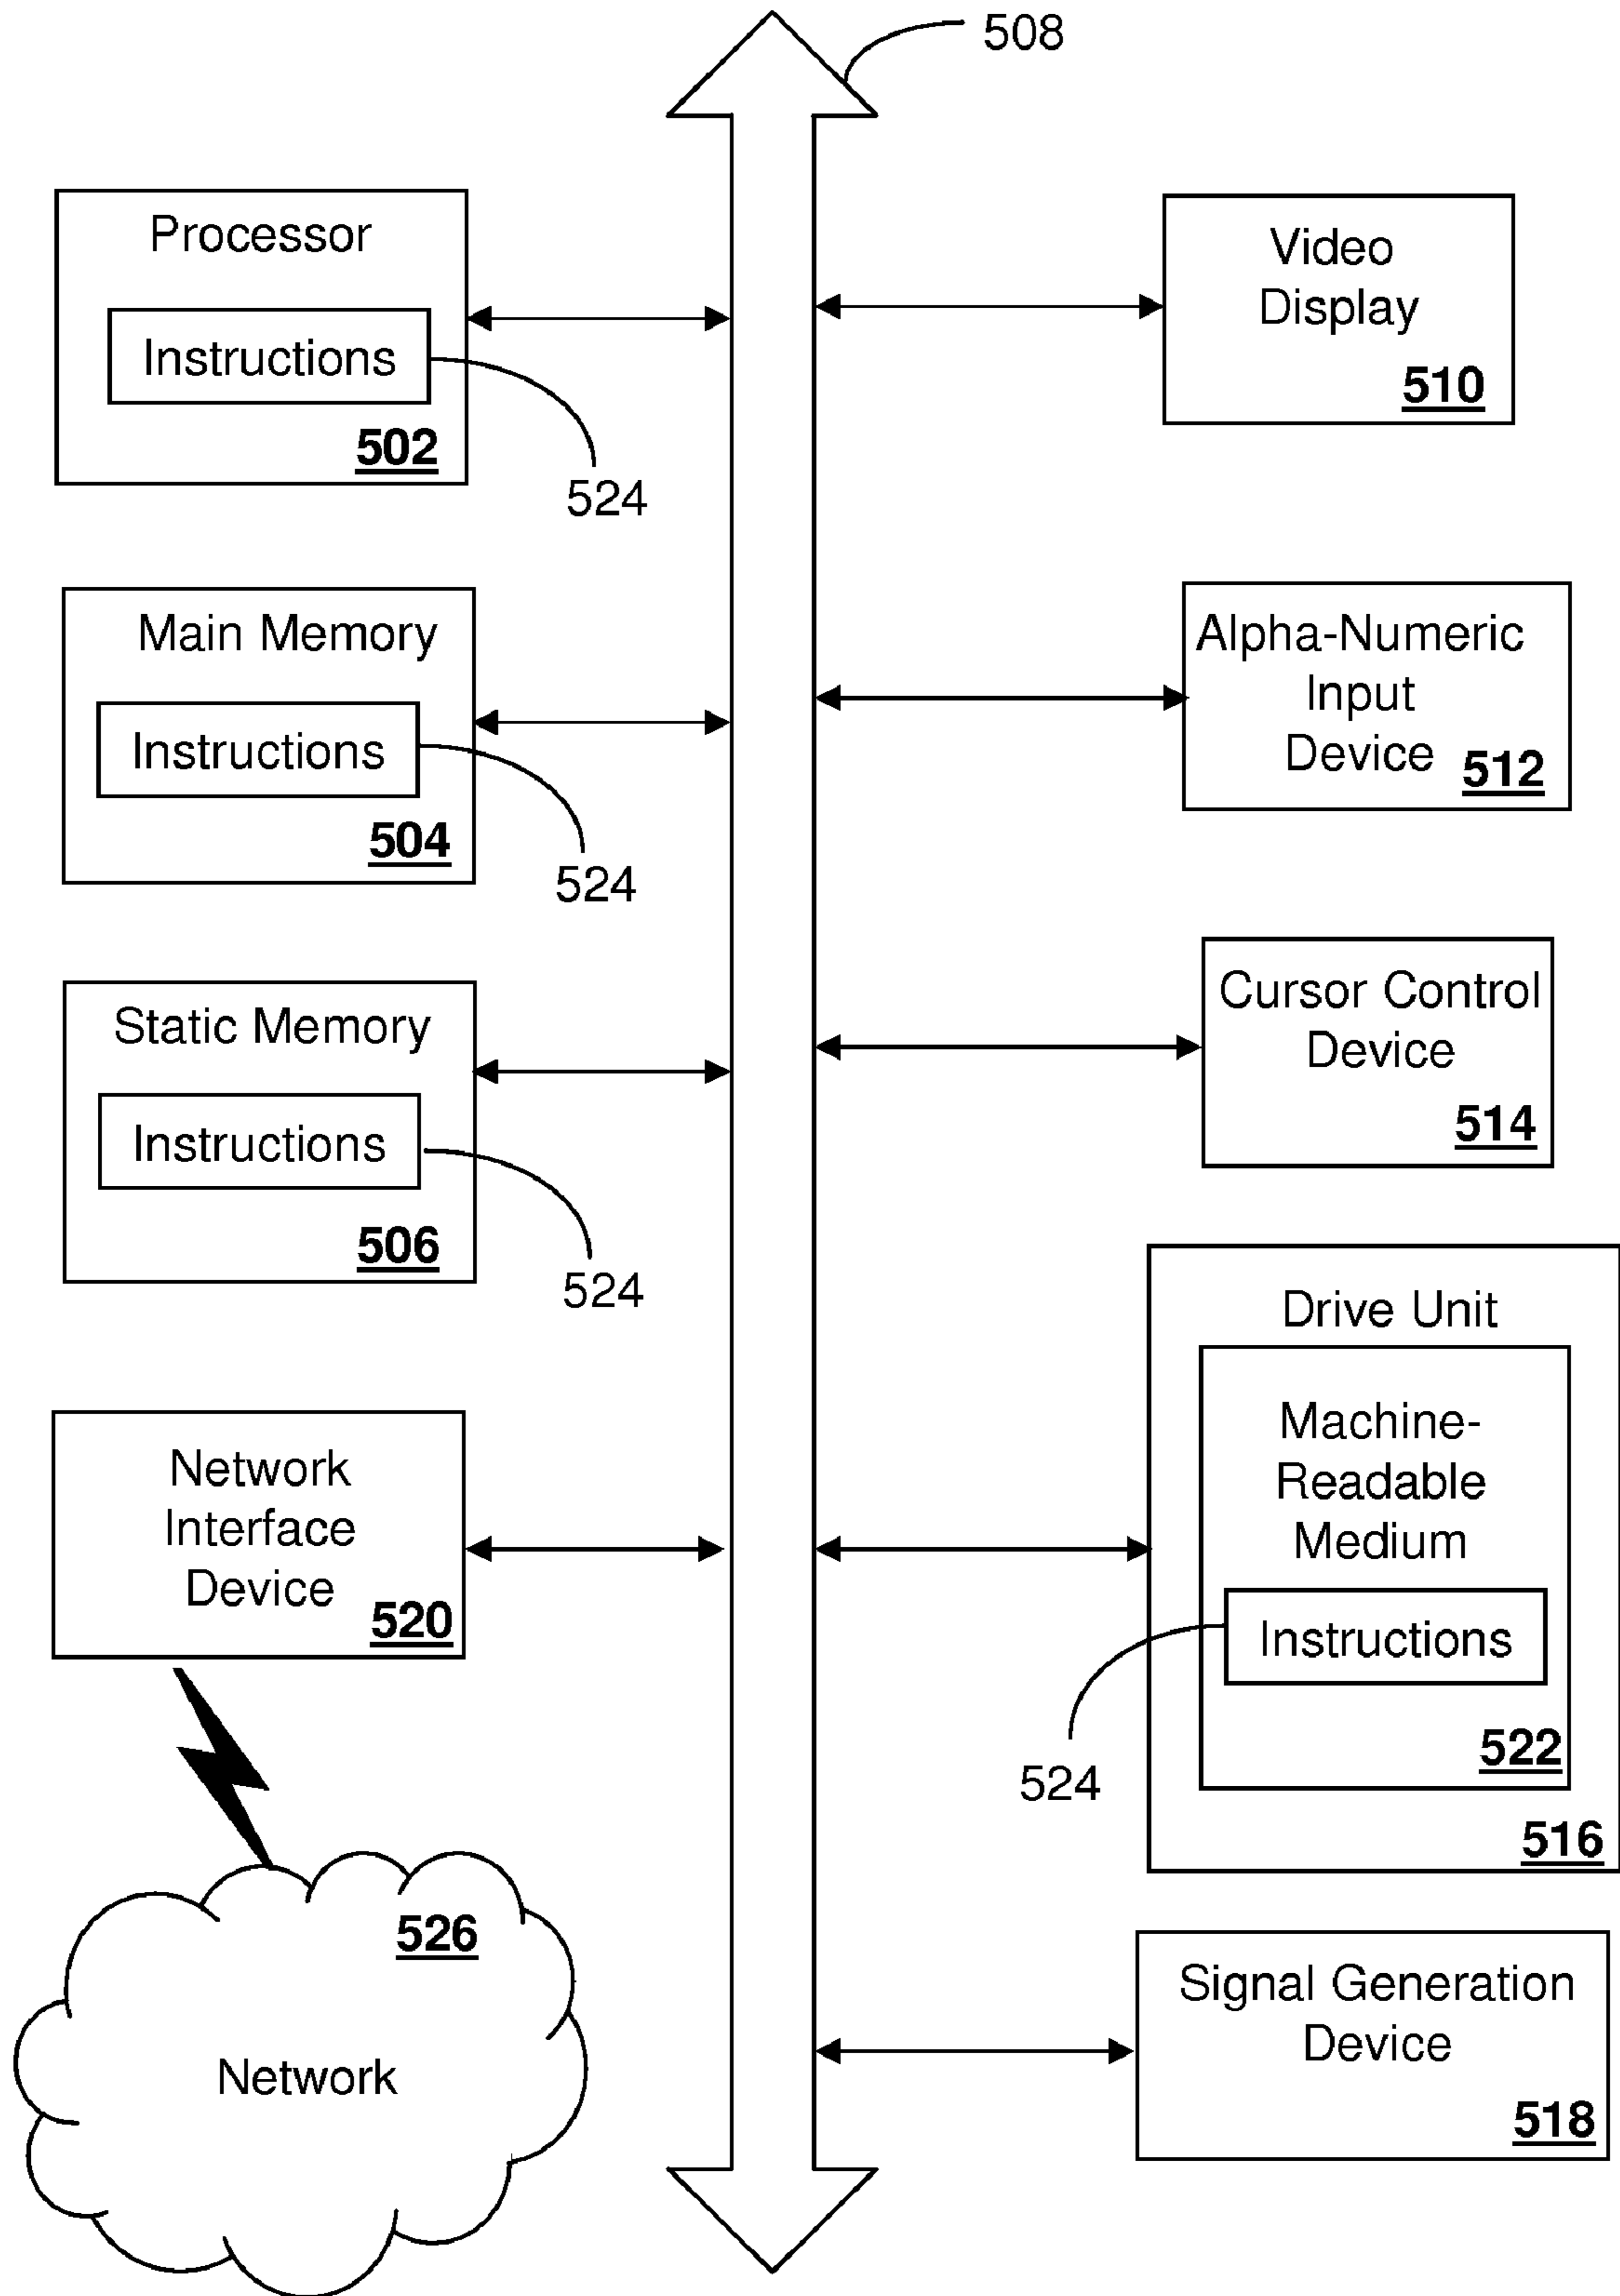 508
Processor
Instructions
502
524
Main Memory
Instructions
504
524
Static Memory
Instructions
506
524
Network
Interface
Device
520
526
Network
Video
Display
510
Alpha-Numeric
Input
Device 512
Cursor Control
Device
514
Drive Unit
Machine-
Readable
Medium
Instructions
522
524
516
Signal Generation
Device
518